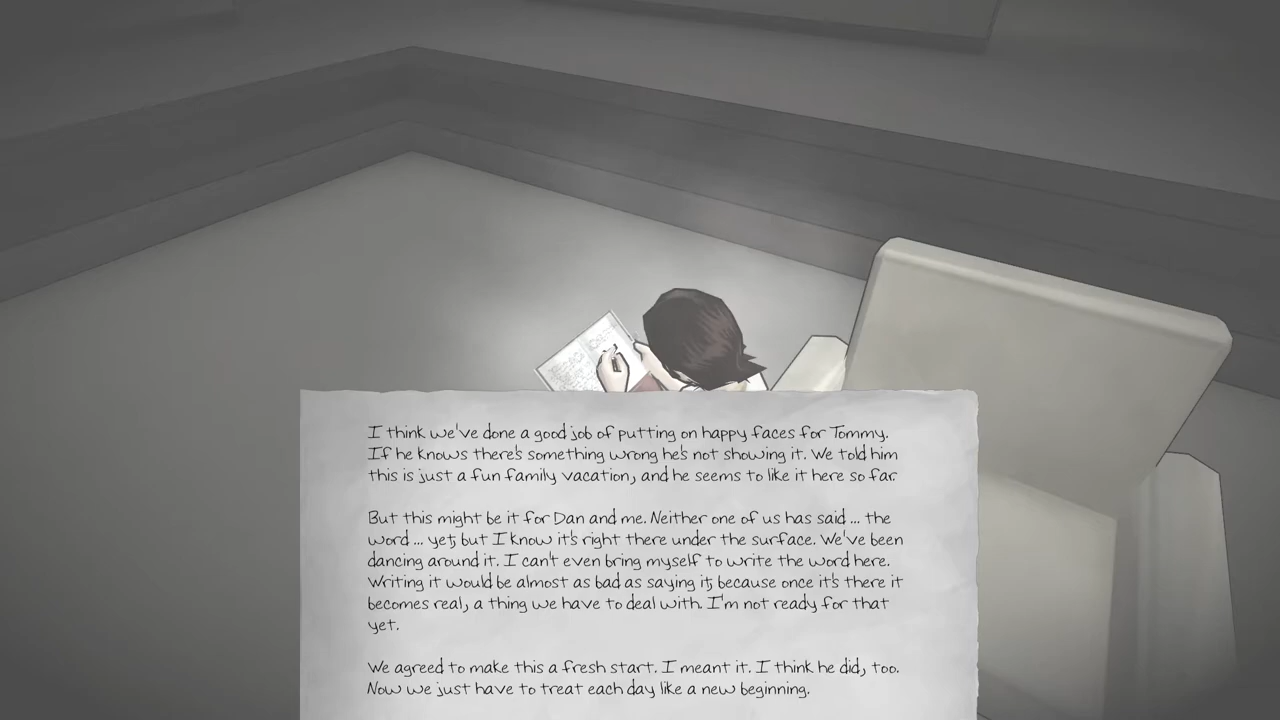 I think we've done a good job of putting on happy faces for Tommy.
If he knows there's something wrong he's not showing it. We told him
this is just a fun family vacation, and he seems to like it here so far.
But this might be it for Dan and me. Neither one of us has said ... the
word ... yet, but I know it's right there under the surface. We've been
dancing around it. I can't even bring myself to write the word here.
Writing it would be almost as bad as saying it, because once it's there it
becomes real, a thing we have to deal with. I'm not ready for that
yet.
We agreed to make this a fresh start. I meant it. I think he did, too.
Now we just have to treat each day like a new beginning.